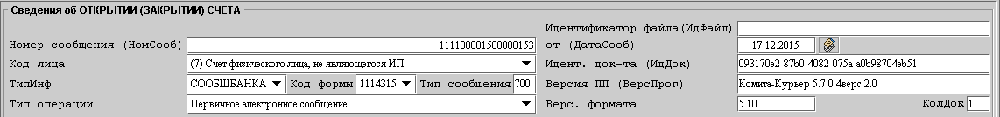 Сведения об ОТКРЫТИИ (ЗАКРЫТИИ) СЧЕТА
Идентификатор файла(ИдФайл)
Номер сообщения (НомСооб) 111100001500000153 от (ДатаСооб) 17.12.2015
Код лица (7) Счет физического лица, не являющегося ИП Идент. док-та (ИдДок) 093170e2-87b0-4082-075a-a0b98704eb51
ТипИнф СООБЩБАНКА Код формы 1114315 Тип сообщения 700 Версия ПП (ВерсПрог) Комита-Курьер 5.7.0.4верс.2.0
Тип операции Первичное электронное сообщение Верс. формата 5.10 КолДок 1